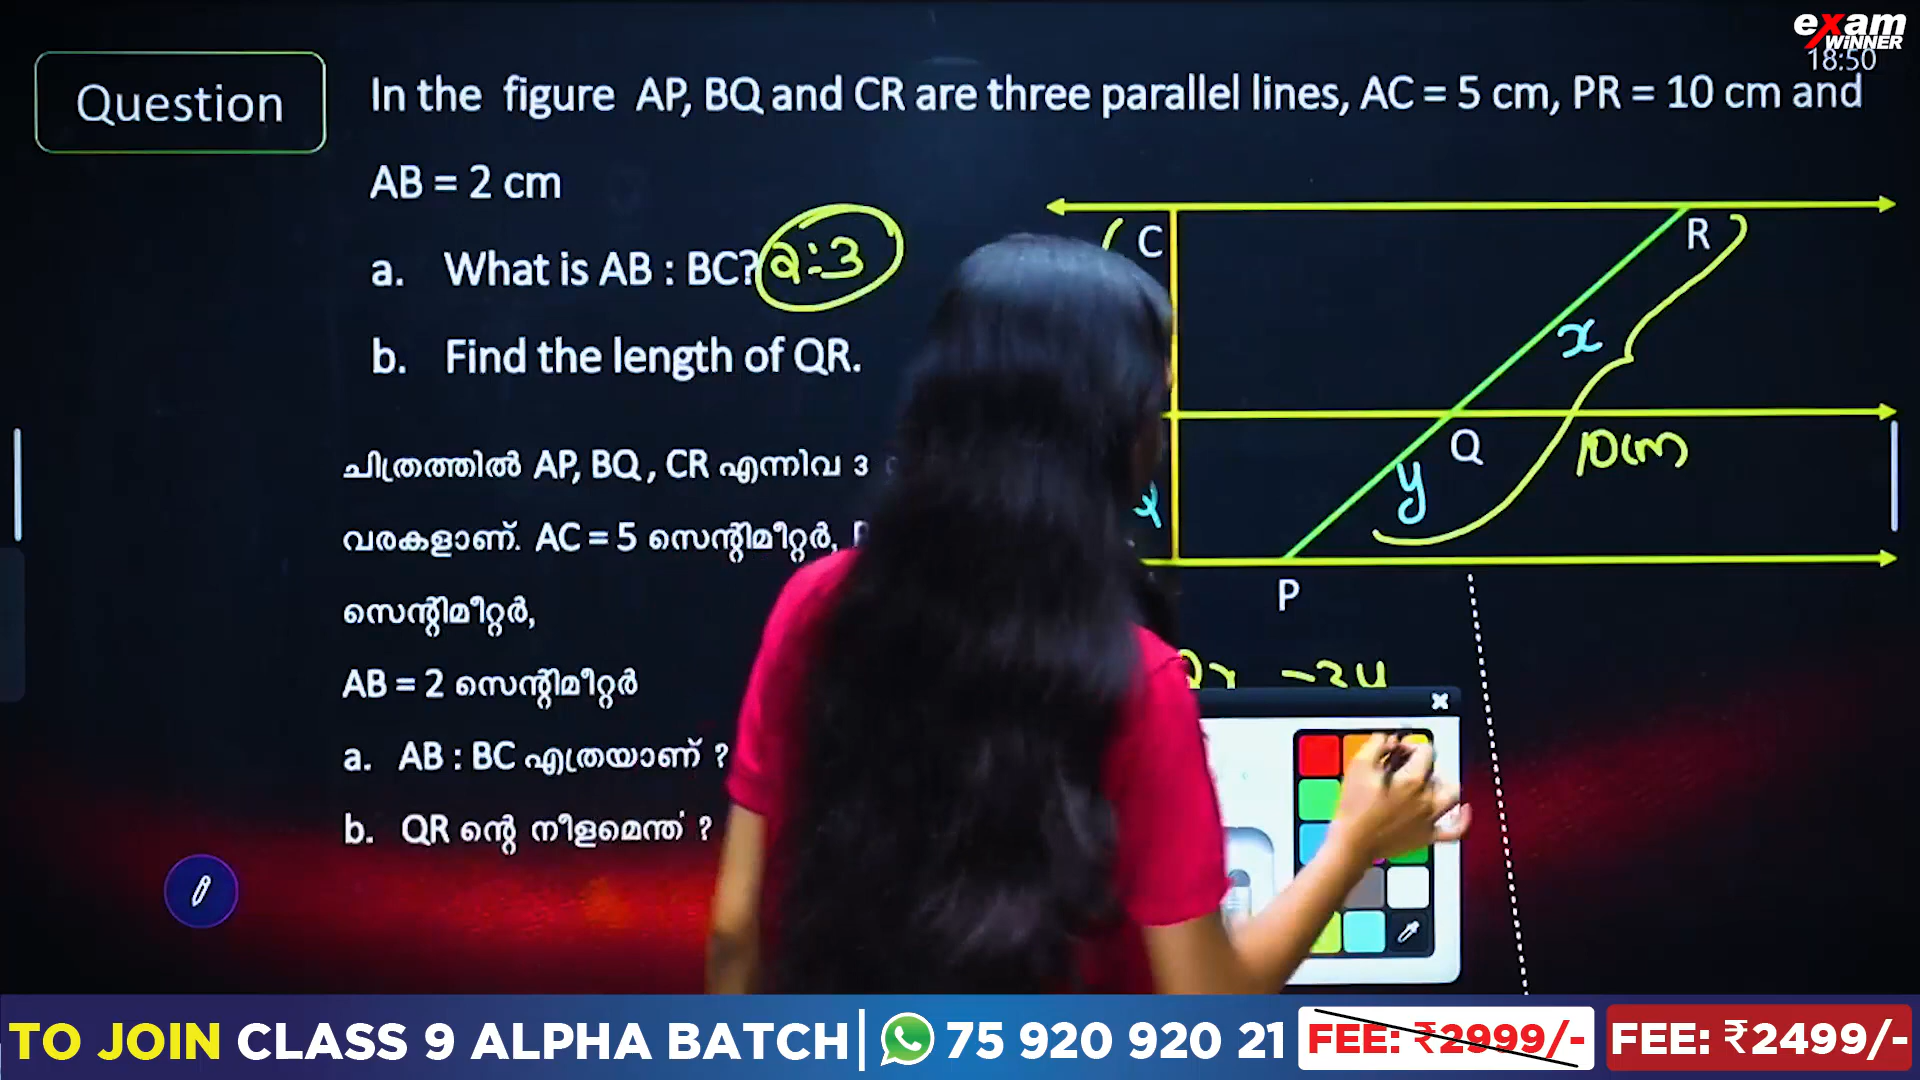 exam
WINNER
18:50
Question
In the figure AP, BQ and CR are three parallel lines, AC = 5 cm, PR = 10 cm and
AB = 2 cm
a. What is AB : BC? 2:3
b. Find the length of QR.
ചിത്രത്തിൽ AP, BQ , CR എന്നിവ 3
വരകളാണ്. AC = 5 സെന്റിമീറ്റർ,
സെന്റിമീറ്റർ,
AB = 2 സെന്റിമീറ്റർ
a. AB : BC എത്രയാണ് ?
b. QR ന്റെ നീളമെന്ത് ?
C
R
x
Q
10cm
y
P
TO JOIN CLASS 9 ALPHA BATCH
75 920 920 21
FEE: ₹2999/-
FEE: ₹2499/-